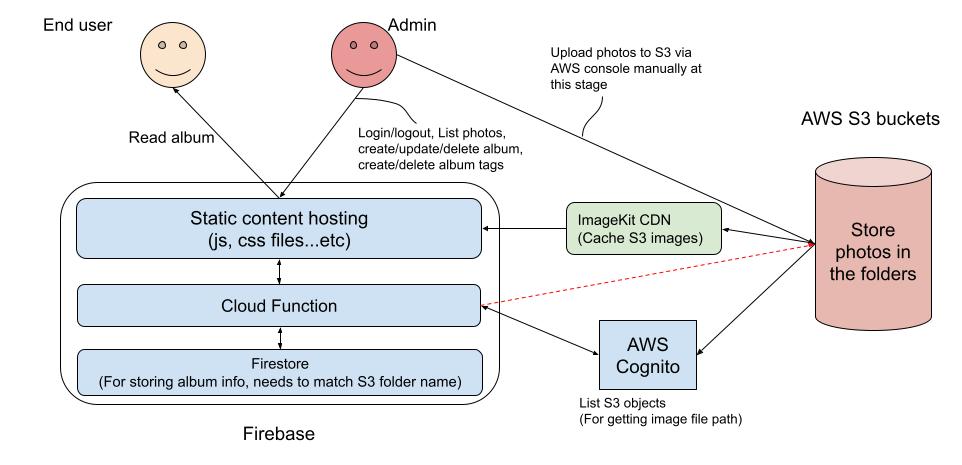 End user
Admin
Upload photos to S3 via
AWS console manually at
this stage
AWS S3 buckets
Read album
Login/logout, List photos,
create/update/delete album,
create/delete album tags
Static content hosting
(js, css files...etc)
ImageKit CDN
(Cache S3 images)
Store
photos in
the folders
Cloud Function
AWS
Cognito
Firestore
(For storing album info, needs to match S3 folder name)
List S3 objects
(For getting image file path)
Firebase